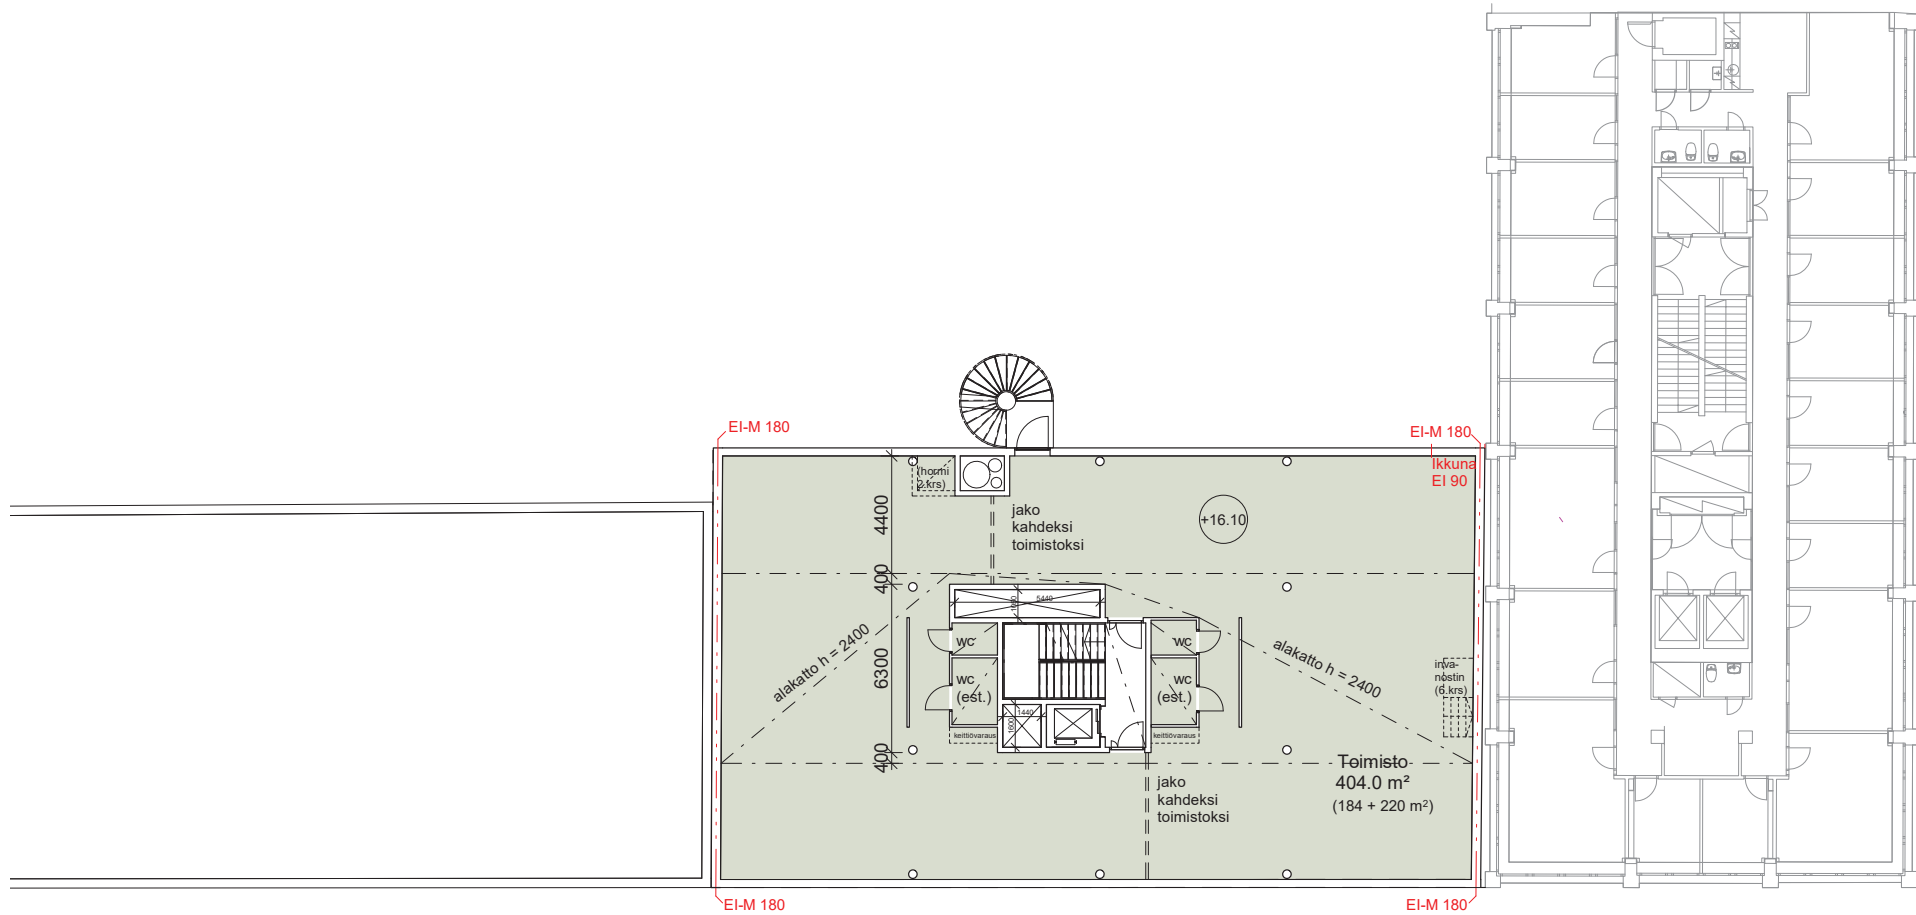 EI-M 180
EI-M 180
Ikkuna
EI 90
(hormi
2.krs)
4400
jako
kahdeksi
toimistoksi
+16.10
400
5440
WC
WC
alakatto h = 2400
6300
alakatto h = 2400
WC
(est.)
WC
(est.)
inva-
nostin
(6.krs)
1440
1600
keittiövaraus
keittiövaraus
400
Toimisto
404.0 m²
(184 + 220 m²)
jako
kahdeksi
toimistoksi
EI-M 180
EI-M 180